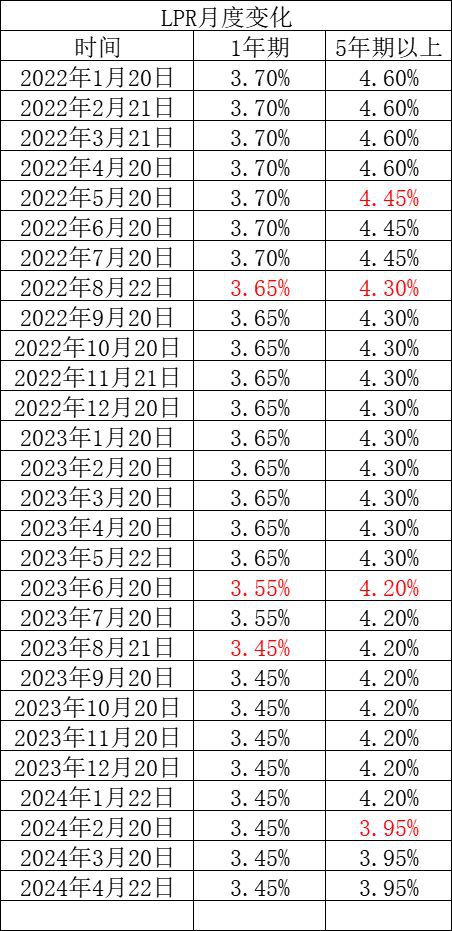 LPR月度变化
时间 1年期 5年期以上
2022年1月20日 3.70% 4.60%
2022年2月21日 3.70% 4.60%
2022年3月21日 3.70% 4.60%
2022年4月20日 3.70% 4.60%
2022年5月20日 3.70% 4.45%
2022年6月20日 3.70% 4.45%
2022年7月20日 3.70% 4.45%
2022年8月22日 3.65% 4.30%
2022年9月20日 3.65% 4.30%
2022年10月20日 3.65% 4.30%
2022年11月21日 3.65% 4.30%
2022年12月20日 3.65% 4.30%
2023年1月20日 3.65% 4.30%
2023年2月20日 3.65% 4.30%
2023年3月20日 3.65% 4.30%
2023年4月20日 3.65% 4.30%
2023年5月22日 3.65% 4.30%
2023年6月20日 3.55% 4.20%
2023年7月20日 3.55% 4.20%
2023年8月21日 3.45% 4.20%
2023年9月20日 3.45% 4.20%
2023年10月20日 3.45% 4.20%
2023年11月20日 3.45% 4.20%
2023年12月20日 3.45% 4.20%
2024年1月22日 3.45% 4.20%
2024年2月20日 3.45% 3.95%
2024年3月20日 3.45% 3.95%
2024年4月22日 3.45% 3.95%